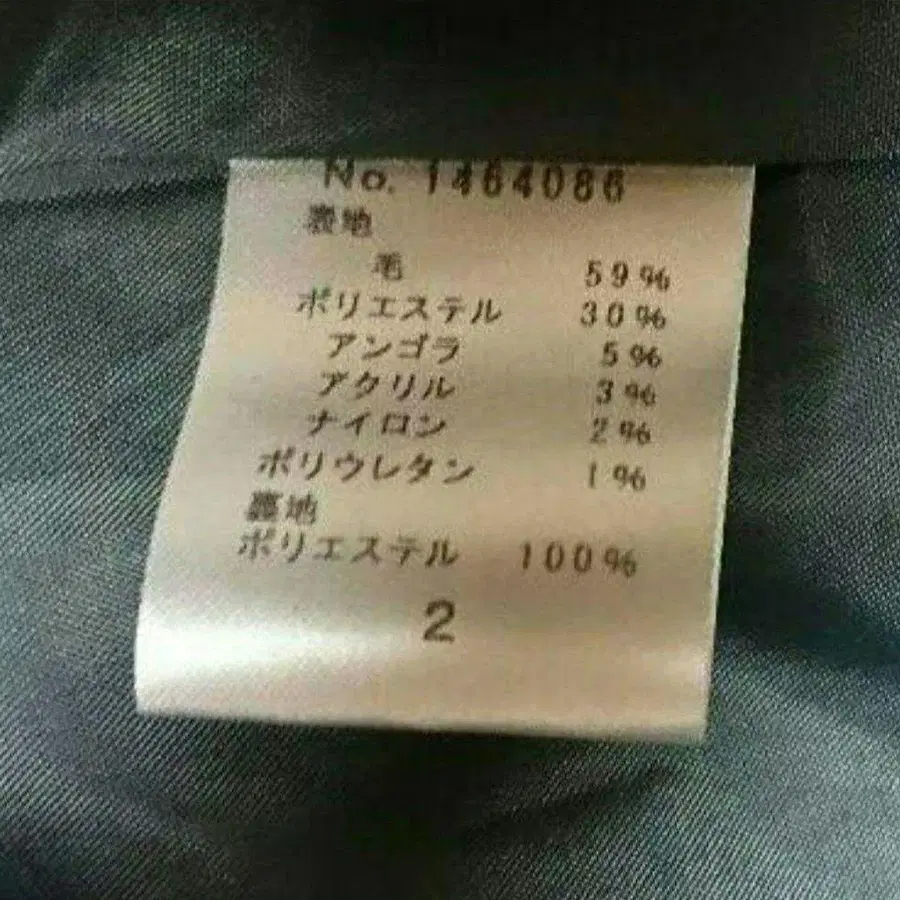 No. 1464086
表地
毛 59%
ポリエステル 30%
アンゴラ 5%
アクリル 3%
ナイロン 2%
ポリウレタン 1%
裏地
ポリエステル 100%
2